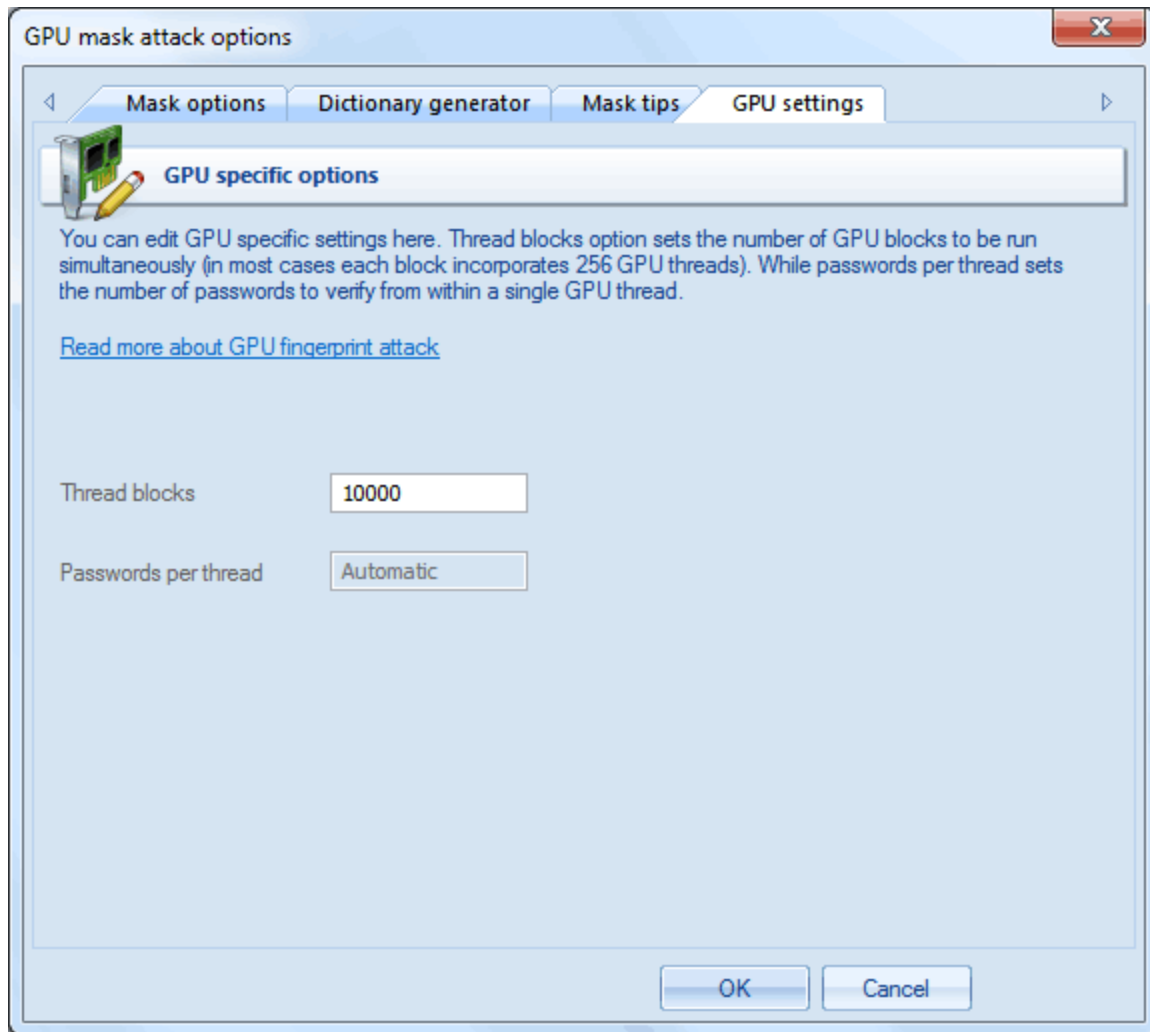 GPU mask attack options
Mask options
Dictionary generator
Mask tips
GPU settings
GPU specific options
You can edit GPU specific settings here. Thread blocks option sets the number of GPU blocks to be run
simultaneously (in most cases each block incorporates 256 GPU threads). While passwords per thread sets
the number of passwords to verify from within a single GPU thread.
Read more about GPU fingerprint attack
Thread blocks
10000
Passwords per thread
Automatic
OK
Cancel